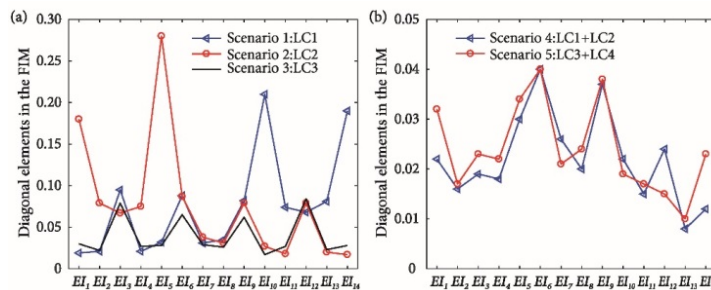 (a)
Diagonal elements in the FIM
0.30
0.25
0.20
0.15
0.10
0.05
0
Scenario 1:LC1
Scenario 2:LC2
Scenario 3:LC3
EI1 EI2 EI3 EI4 EI5 EI6 EI7 EI8 EI9 EI10 EI11 EI12 EI13 EI14
(b)
Diagonal elements in the FIM
0.05
0.04
0.03
0.02
0.01
0
Scenario 4:LC1+LC2
Scenario 5:LC3+LC4
EI1 EI2 EI3 EI4 EI5 EI6 EI7 EI8 EI9 EI10 EI11 EI12 EI13 EI1